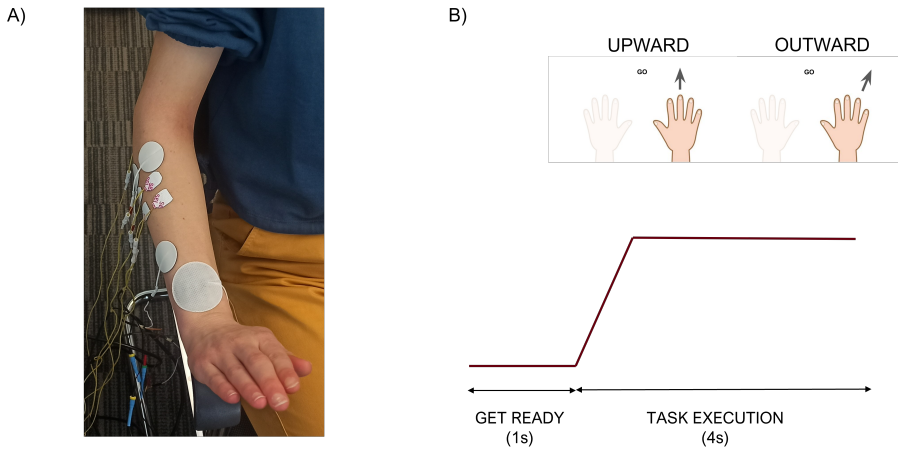 A)
B)
UPWARD
OUTWARD
GO
GO
GET READY
(1s)
TASK EXECUTION
(4s)